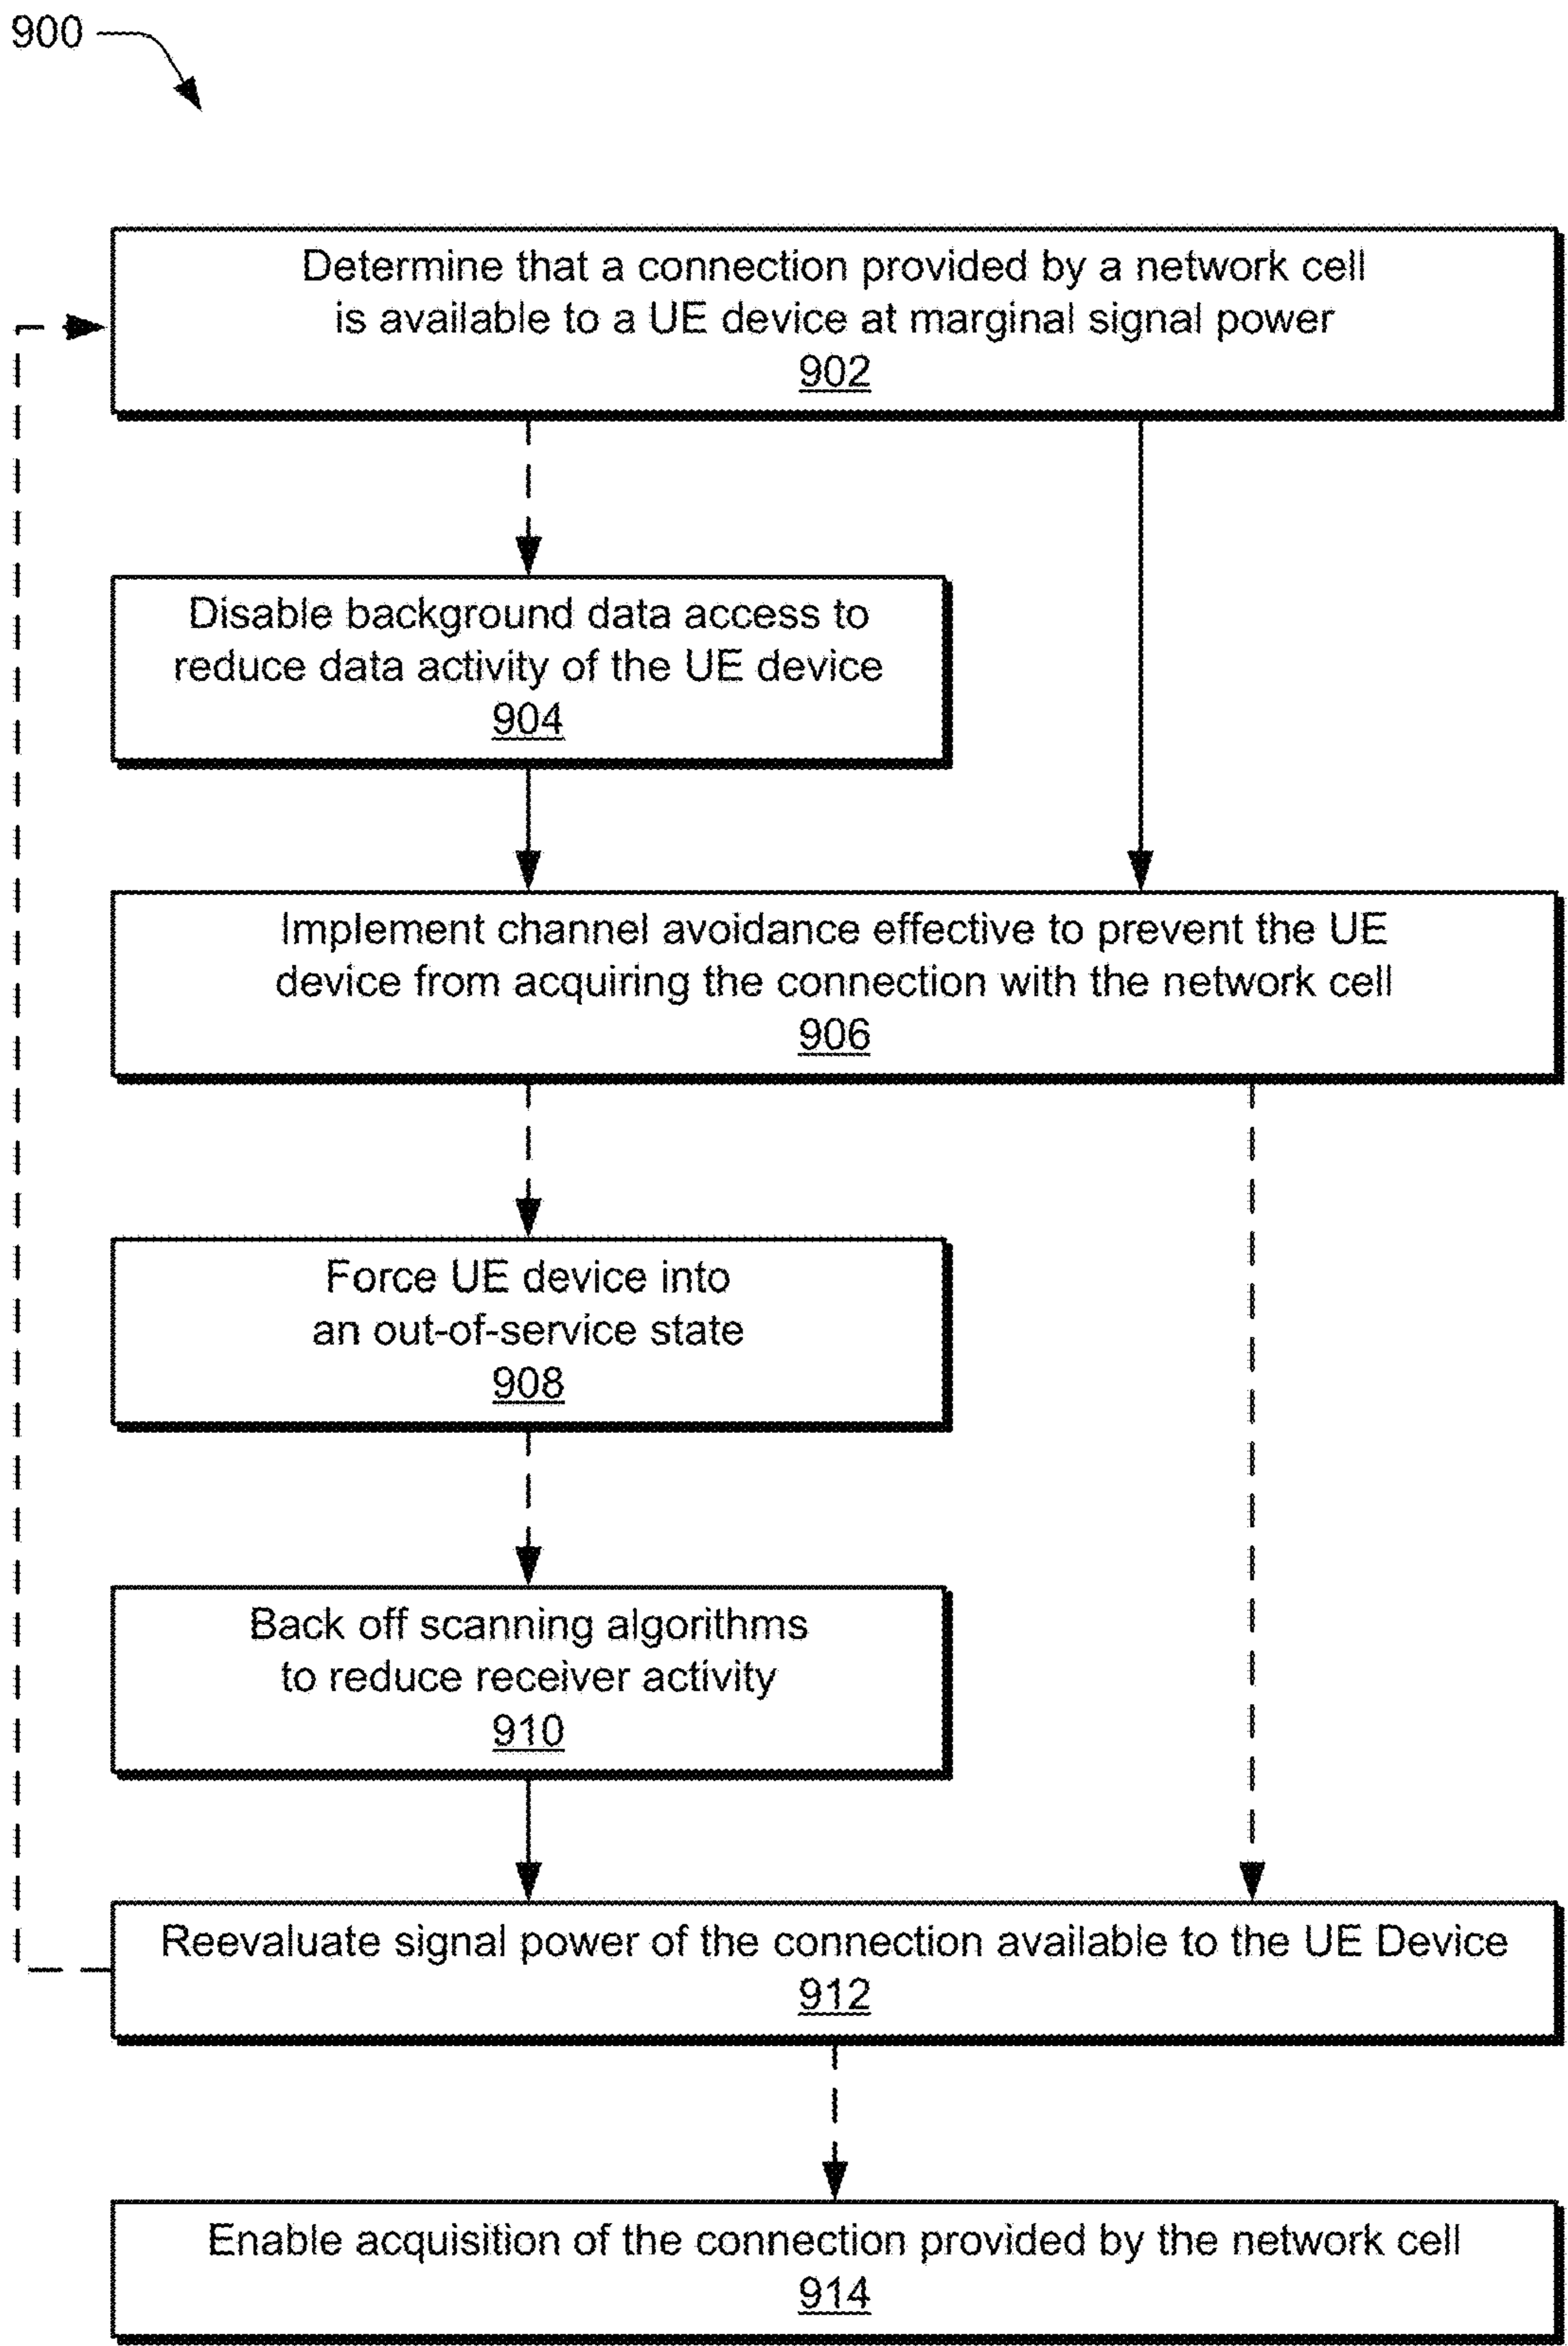 900
Determine that a connection provided by a network cell
is available to a UE device at marginal signal power
902
Disable background data access to
reduce data activity of the UE device
904
Implement channel avoidance effective to prevent the UE
device from acquiring the connection with the network cell
906
Force UE device into
an out-of-service state
908
Back off scanning algorithms
to reduce receiver activity
910
Reevaluate signal power of the connection available to the UE Device
912
Enable acquisition of the connection provided by the network cell
914